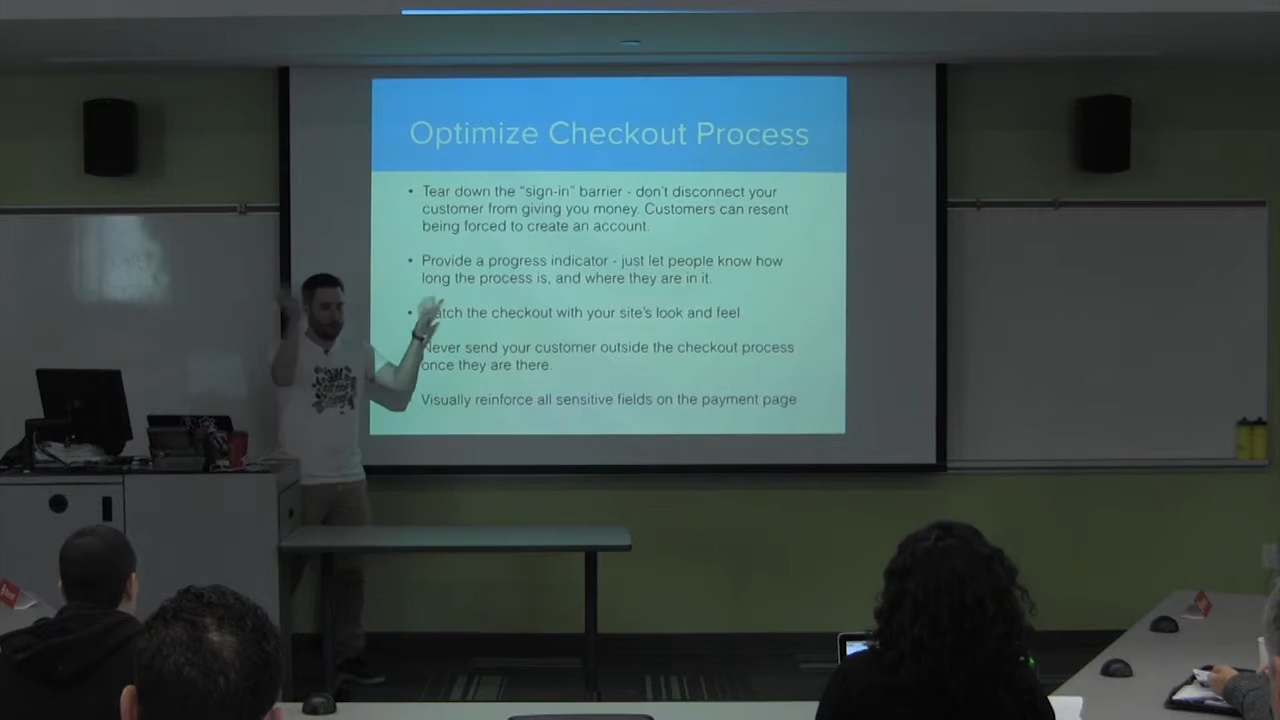 Optimize Checkout Process
• Tear down the “sign-in” barrier - don't disconnect your
customer from giving you money. Customers can resent
being forced to create an account.
• Provide a progress indicator - just let people know how
long the process is, and where they are in it.
• the checkout with your site's look and feel
Never send your customer outside the checkout process
once they are there.
Visually reinforce all sensitive fields on the payment page